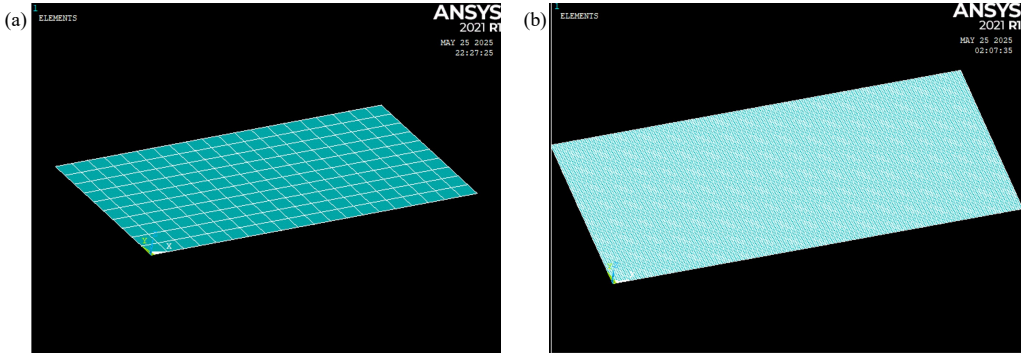 (a)
1
ELEMENTS
ANSYS
2021 R1
MAY 25 2025
22:27:25
Y
X
(b)
1
ELEMENTS
ANSYS
2021 R1
MAY 25 2025
02:07:35